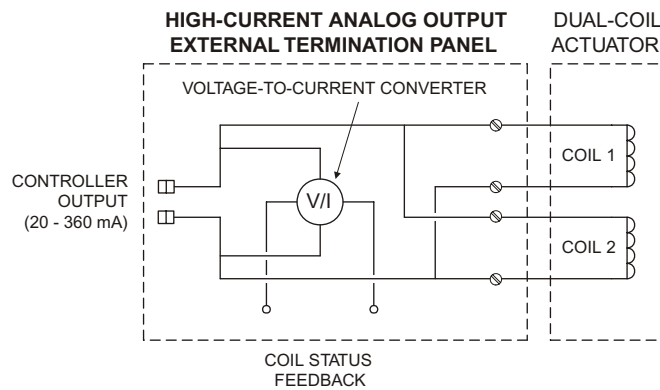 HIGH-CURRENT ANALOG OUTPUT
EXTERNAL TERMINATION PANEL
DUAL-COIL
ACTUATOR
VOLTAGE-TO-CURRENT CONVERTER
COIL 1
CONTROLLER
OUTPUT
(20 - 360 mA)
V/I
COIL 2
COIL STATUS
FEEDBACK